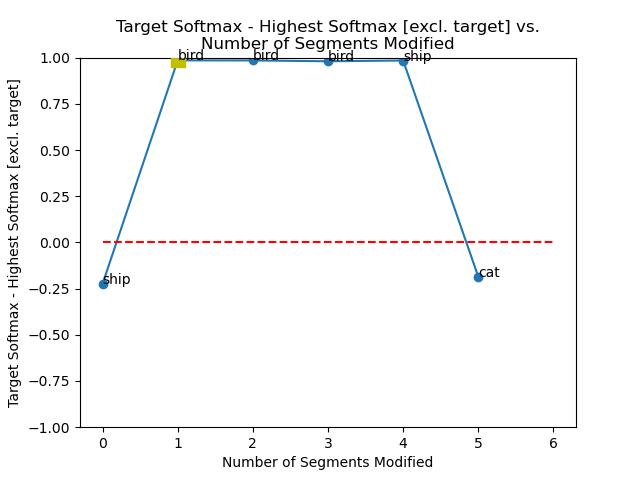 Target Softmax - Highest Softmax [excl. target] vs.
Number of Segments Modified
Target Softmax - Highest Softmax [excl. target]
1.00
0.75
0.50
0.25
0.00
−0.25
−0.50
−0.75
−1.00
ship
bird
bird
bird
ship
cat
0 1 2 3 4 5 6
Number of Segments Modified